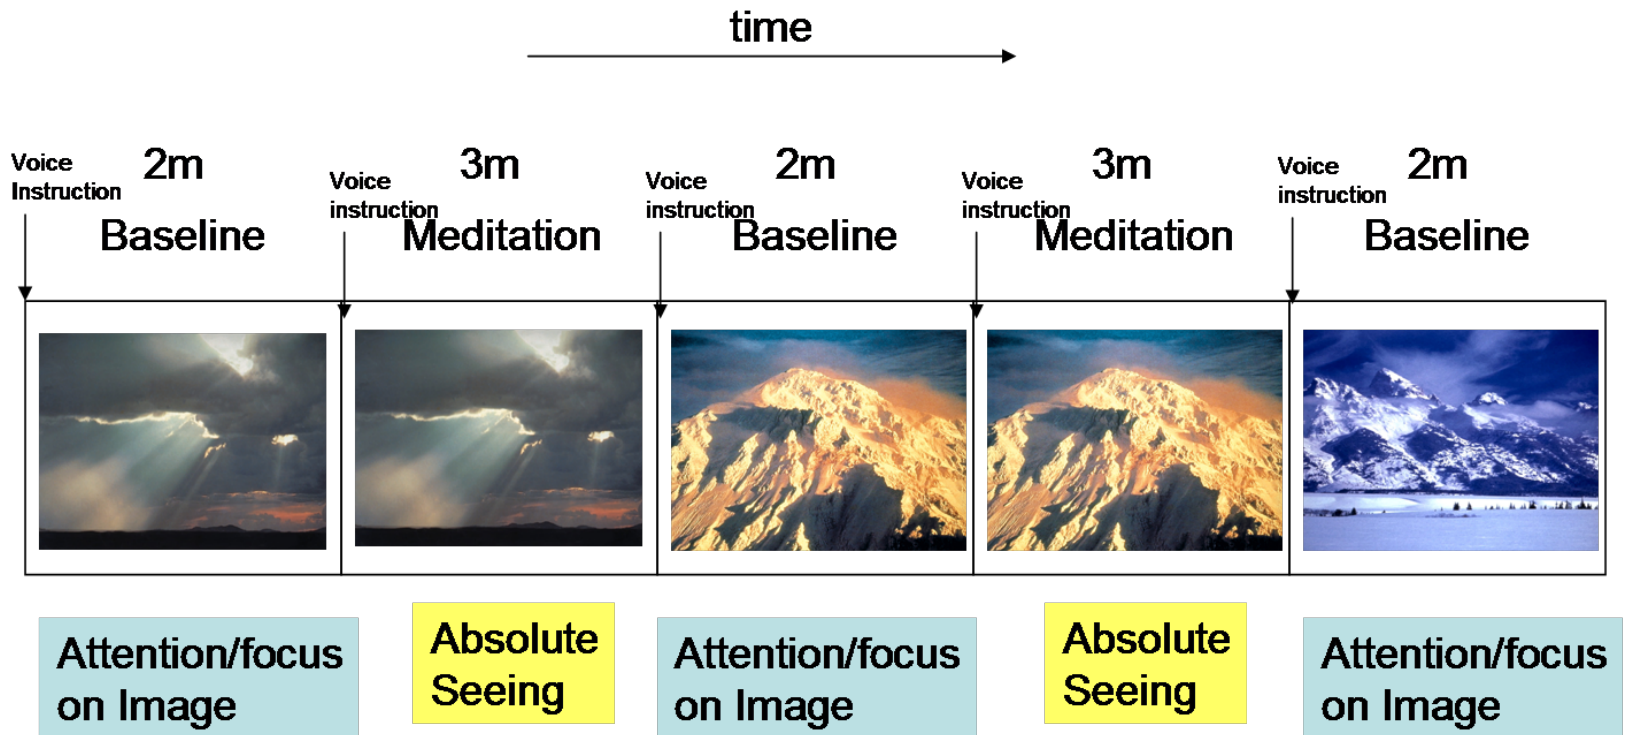 time
Voice
Instruction
2m
Baseline
Voice
instruction
3m
Meditation
Voice
instruction
2m
Baseline
Voice
instruction
3m
Meditation
Voice
instruction
2m
Baseline
Attention/focus
on Image
Absolute
Seeing
Attention/focus
on Image
Absolute
Seeing
Attention/focus
on Image